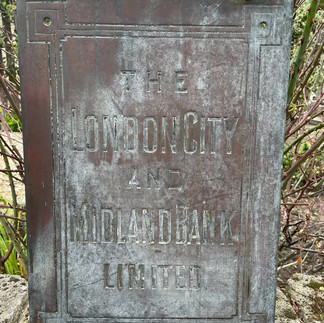 THE
LONDON CITY
AND
MIDLAND BANK
LIMITED